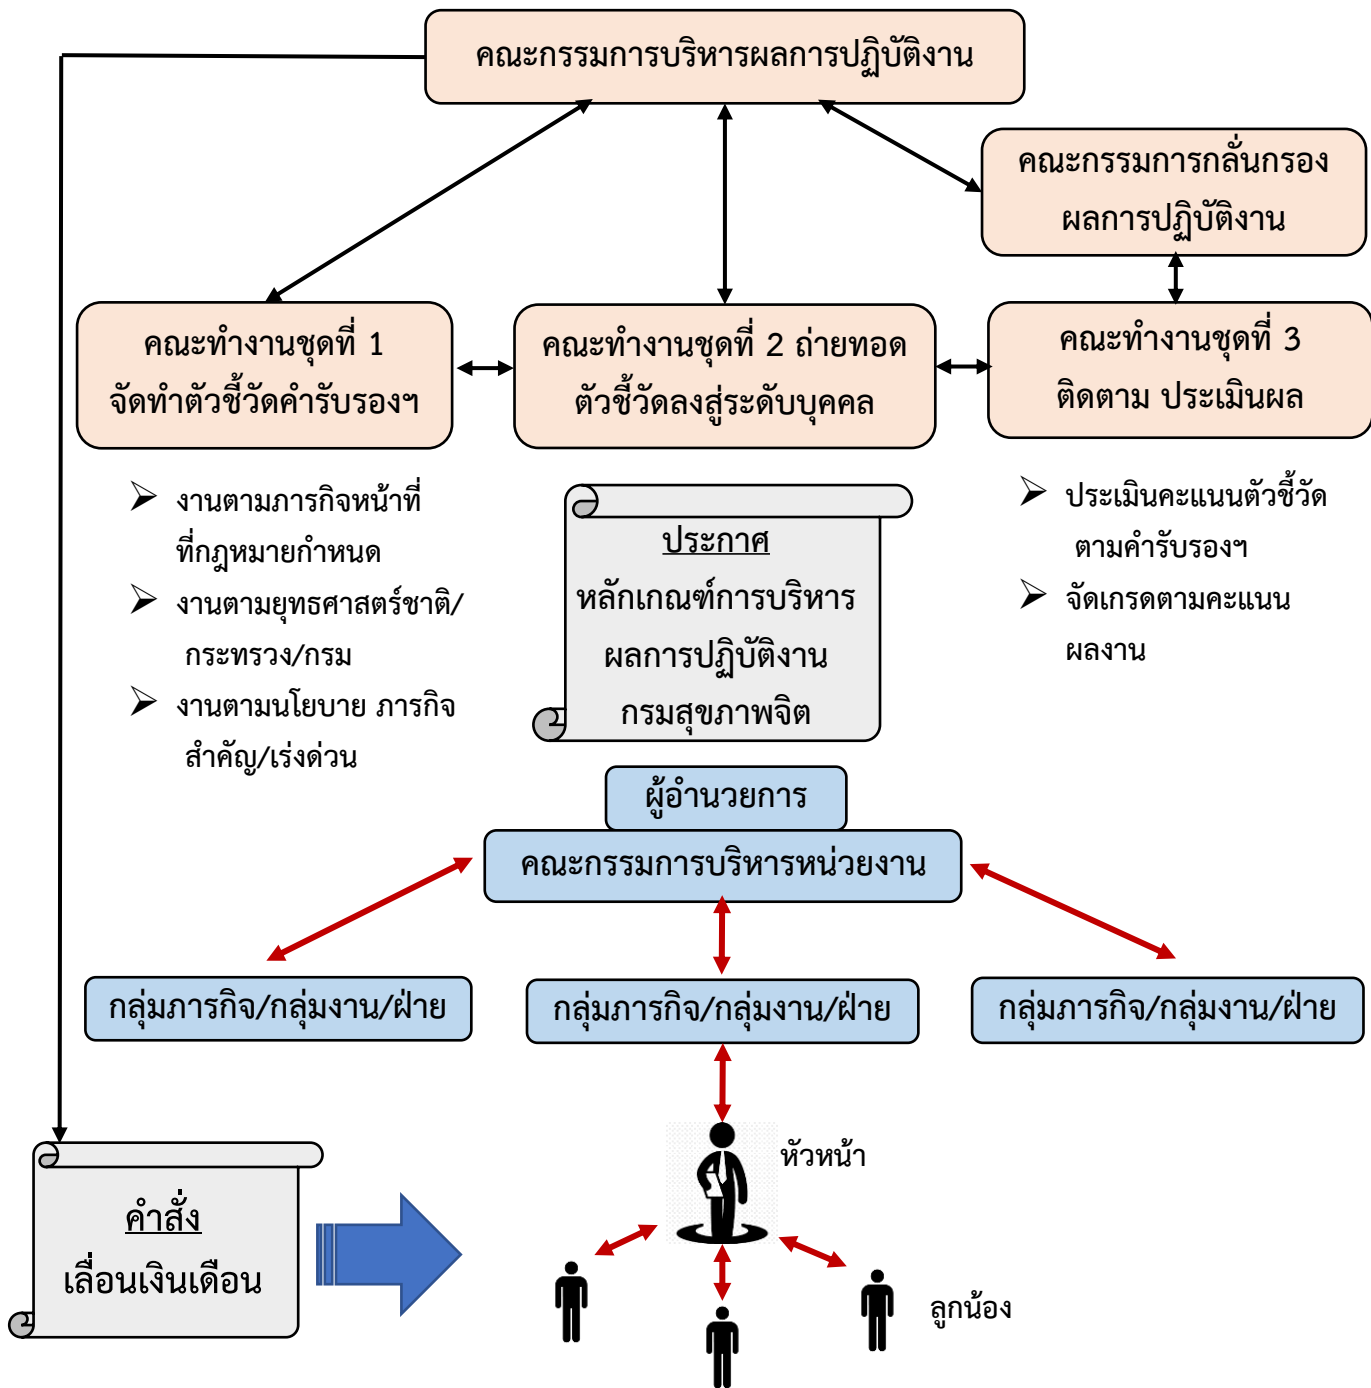 คณะกรรมการบริหารผลการปฏิบัติงาน
คณะกรรมการกลั่นกรอง
ผลการปฏิบัติงาน
คณะทำงานชุดที่ 1
จัดทำตัวชี้วัดคำรับรองฯ
คณะทำงานชุดที่ 2 ถ่ายทอด
ตัวชี้วัดลงสู่ระดับบุคคล
คณะทำงานชุดที่ 3
ติดตาม ประเมินผล
งานตามภารกิจหน้าที่
ที่กฎหมายกำหนด
งานตามยุทธศาสตร์ชาติ/
กระทรวง/กรม
งานตามนโยบาย ภารกิจ
สำคัญ/เร่งด่วน
ประกาศ
หลักเกณฑ์การบริหาร
ผลการปฏิบัติงาน
กรมสุขภาพจิต
ประเมินคะแนนตัวชี้วัด
ตามคำรับรองฯ
จัดเกรดตามคะแนน
ผลงาน
ผู้อำนวยการ
คณะกรรมการบริหารหน่วยงาน
กลุ่มภารกิจ/กลุ่มงาน/ฝ่าย
กลุ่มภารกิจ/กลุ่มงาน/ฝ่าย
กลุ่มภารกิจ/กลุ่มงาน/ฝ่าย
หัวหน้า
คำสั่ง
เลื่อนเงินเดือน
ลูกน้อง